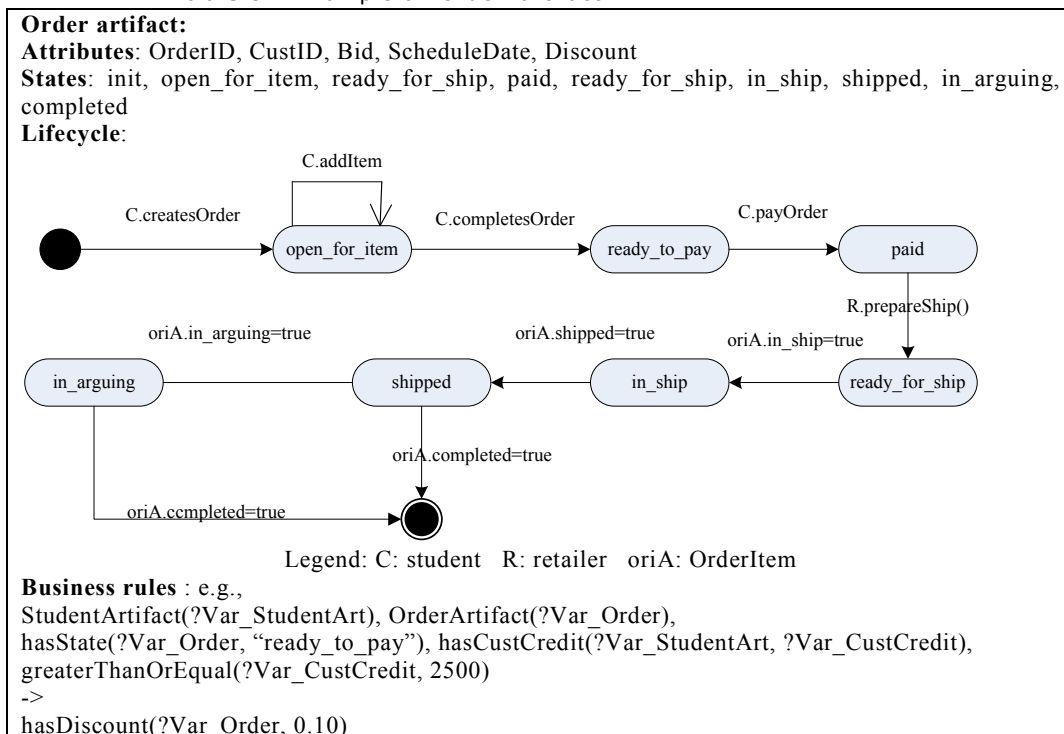 Order artifact:
Attributes: OrderID, CustID, Bid, ScheduleDate, Discount
States: init, open_for_item, ready_for_ship, paid, ready_for_ship, in_ship, shipped, in_arguing,
completed
Lifecycle:
C.addItem
C.createsOrder
C.completesOrder
C.payOrder
open_for_item
ready_to_pay
paid
R.prepareShip()
oriA.in_arguing=true
oriA.shipped=true
oriA.in_ship=true
in_arguing
shipped
in_ship
ready_for_ship
oriA.completed=true
oriA.ccmpleted=true
Legend: C: student R: retailer oriA: OrderItem
Business rules : e.g.,
StudentArtifact(?Var_StudentArt), OrderArtifact(?Var_Order),
hasState(?Var_Order, “ready_to_pay”), hasCustCredit(?Var_StudentArt, ?Var_CustCredit),
greaterThanOrEqual(?Var_CustCredit, 2500)
->
hasDiscount(?Var_Order, 0.10)